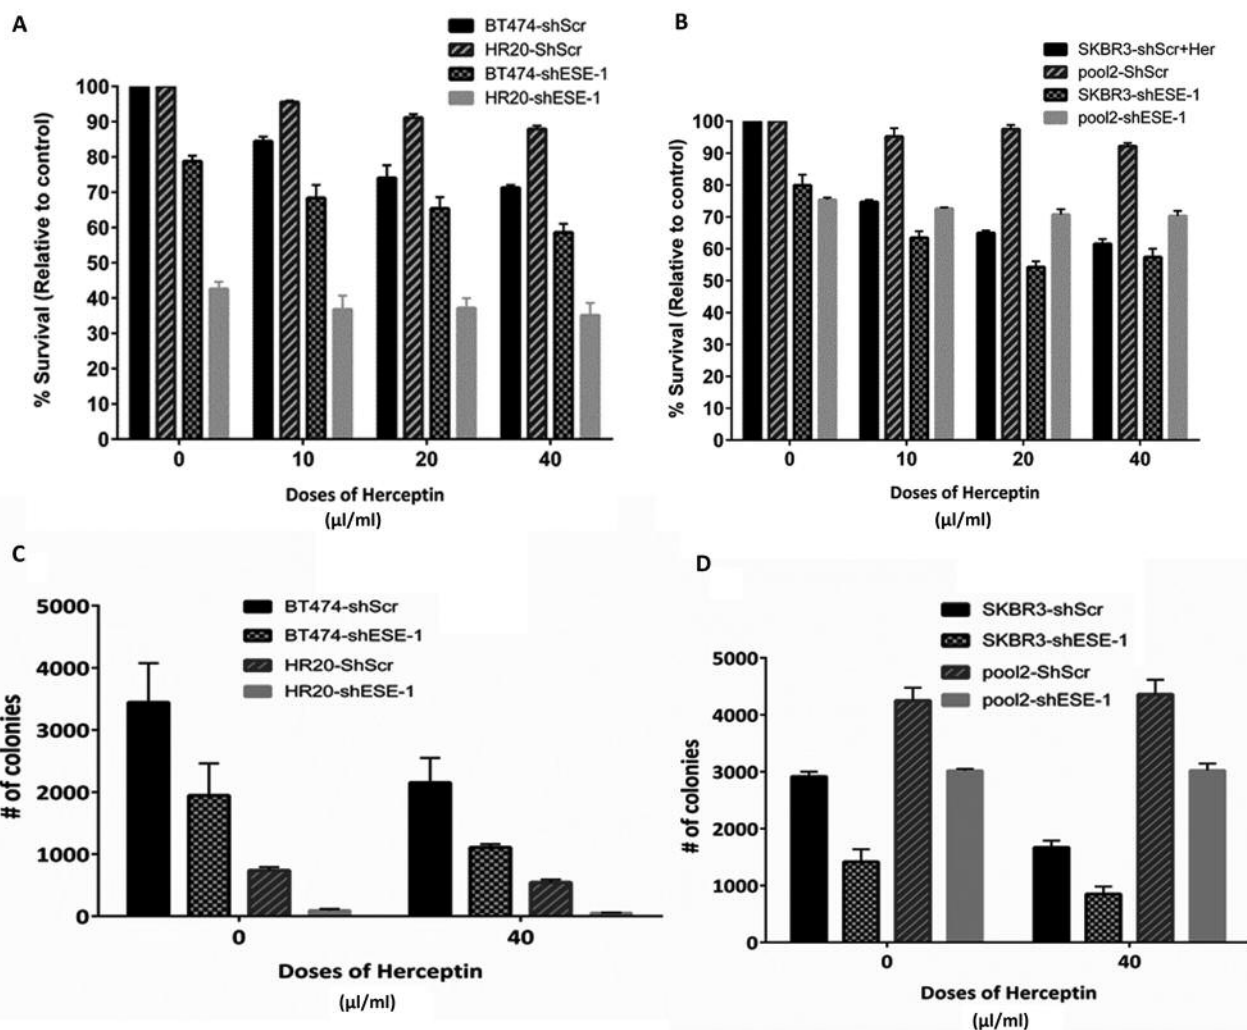 A
BT474-shScr
HR20-ShScr
BT474-shESE-1
HR20-shESE-1
% Survival (Relative to control)
100
90
80
70
60
50
40
30
20
10
0
0 10 20 40
Doses of Herceptin
(µl/ml)
B
SKBR3-shScr+Her
pool2-ShScr
SKBR3-shESE-1
pool2-shESE-1
% Survival (Relative to control)
100
90
80
70
60
50
40
30
20
10
0
0 10 20 40
Doses of Herceptin
(µl/ml)
C
BT474-shScr
BT474-shESE-1
HR20-ShScr
HR20-shESE-1
# of colonies
5000
4000
3000
2000
1000
0
0 40
Doses of Herceptin
(µl/ml)
D
SKBR3-shScr
SKBR3-shESE-1
pool2-ShScr
pool2-shESE-1
# of colonies
5000
4000
3000
2000
1000
0
0 40
Doses of Herceptin
(µl/ml)